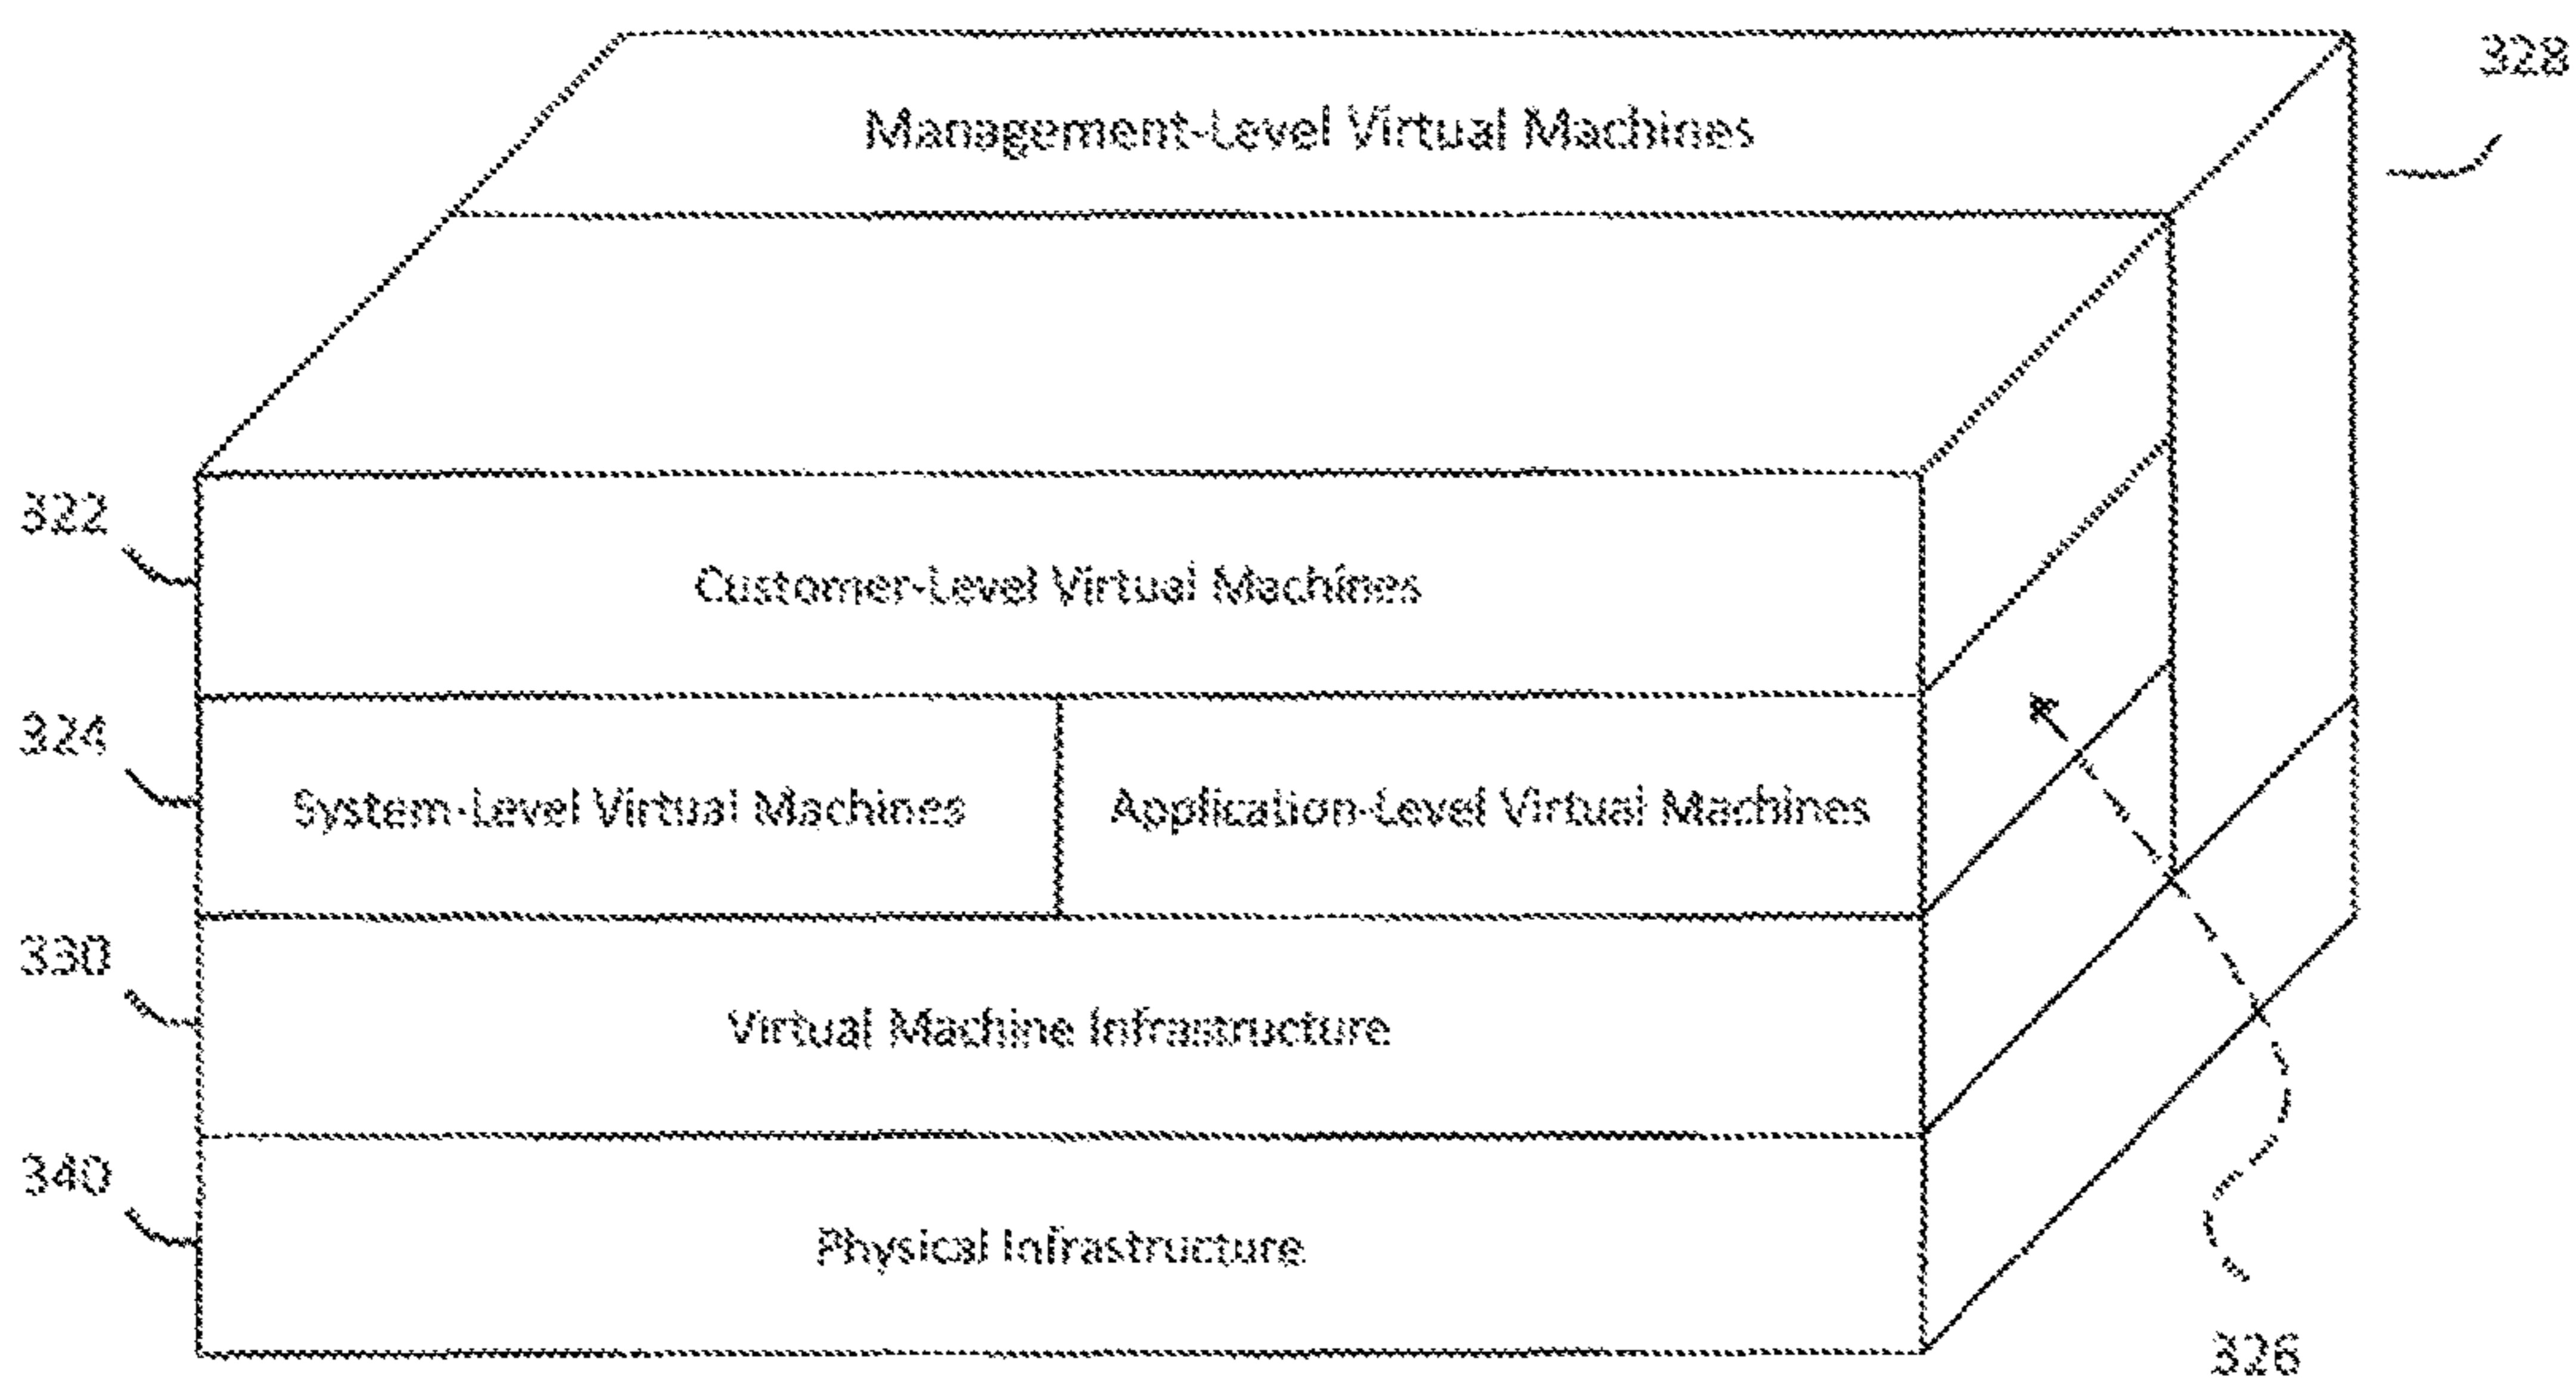 328
Management-Level Virtual Machines
322
Customer-Level Virtual Machines
324
System-Level Virtual Machines
Application-Level Virtual Machines
330
Virtual Machine Infrastructure
340
Physical Infrastructure
326